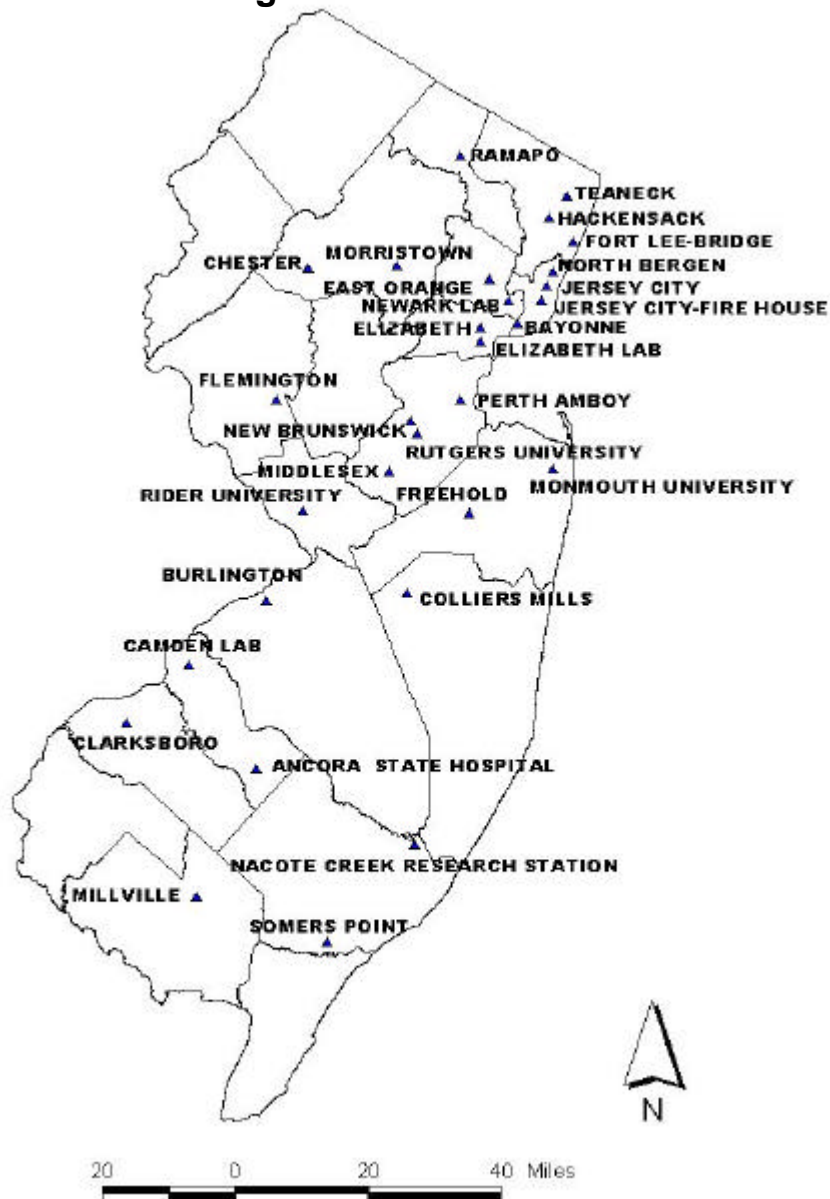 RAMAPO
TEANECK
HACKENSACK
FORT LEE-BRIDGE
MORRISTOWN
CHESTER
NORTH BERGEN
EAST ORANGE
JERSEY CITY
NEWARK LAB
JERSEY CITY-FIRE HOUSE
ELIZABETH
BAYONNE
ELIZABETH LAB
FLEMINGTON
PERTH AMBOY
NEW BRUNSWICK
RUTGERS UNIVERSITY
MIDDLESEX
MONMOUTH UNIVERSITY
RIDER UNIVERSITY
FREEHOLD
BURLINGTON
COLLIERS MILLS
CAMDEN LAB
CLARKSBORO
ANCORA STATE HOSPITAL
NACOTE CREEK RESEARCH STATION
MILLVILLE
SOMERS POINT
N
20 0 20 40 Miles